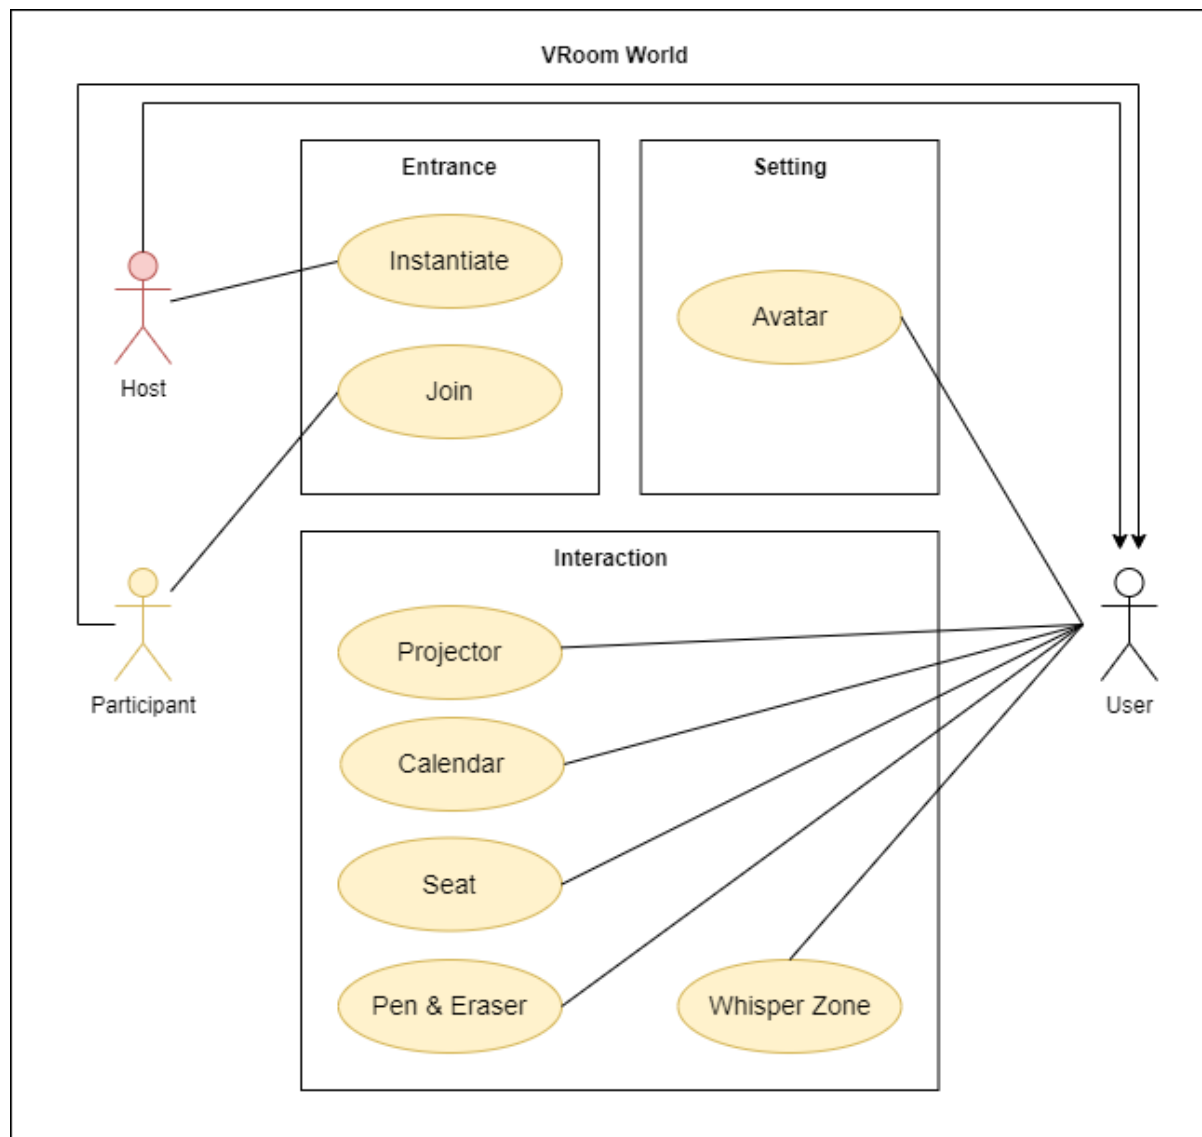 VRoom World
Entrance
Setting
Instantiate
Avatar
Join
Host
Interaction
Projector
Participant
User
Calendar
Seat
Pen & Eraser
Whisper Zone